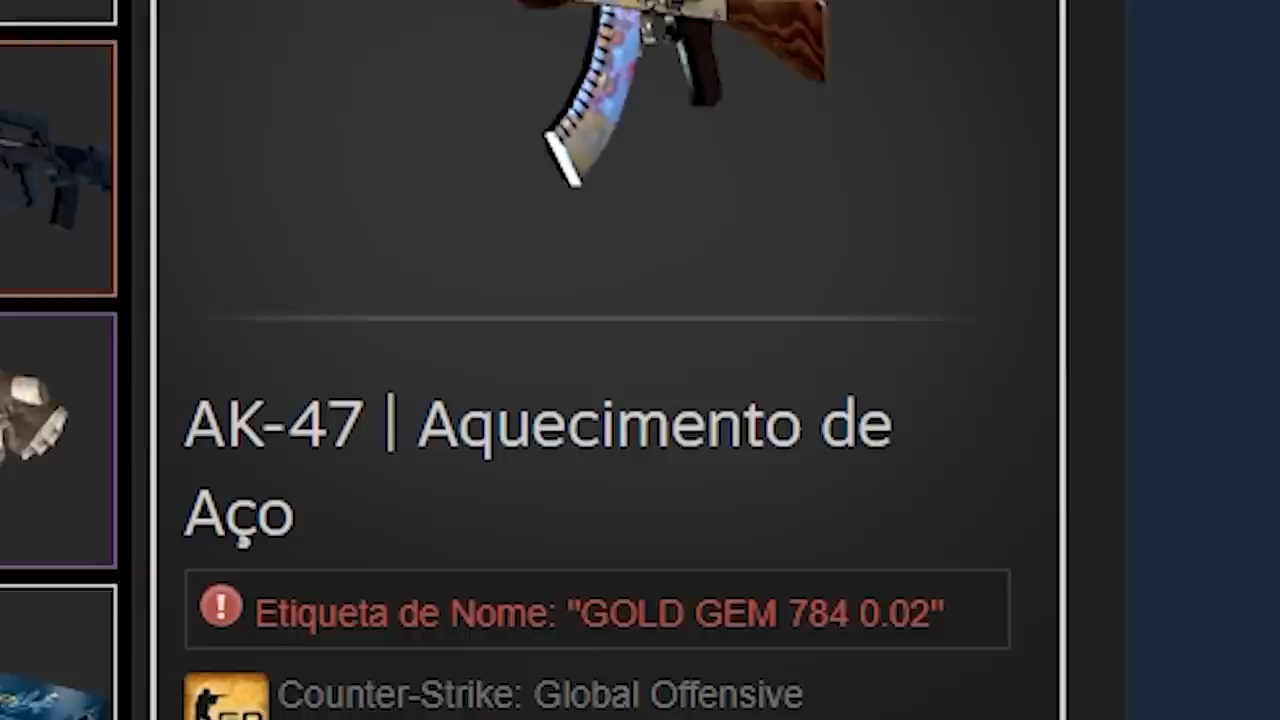 AK-47 | Aquecimento de
Aço
Etiqueta de Nome: "GOLD GEM 784 0.02"
Counter-Strike: Global Offensive